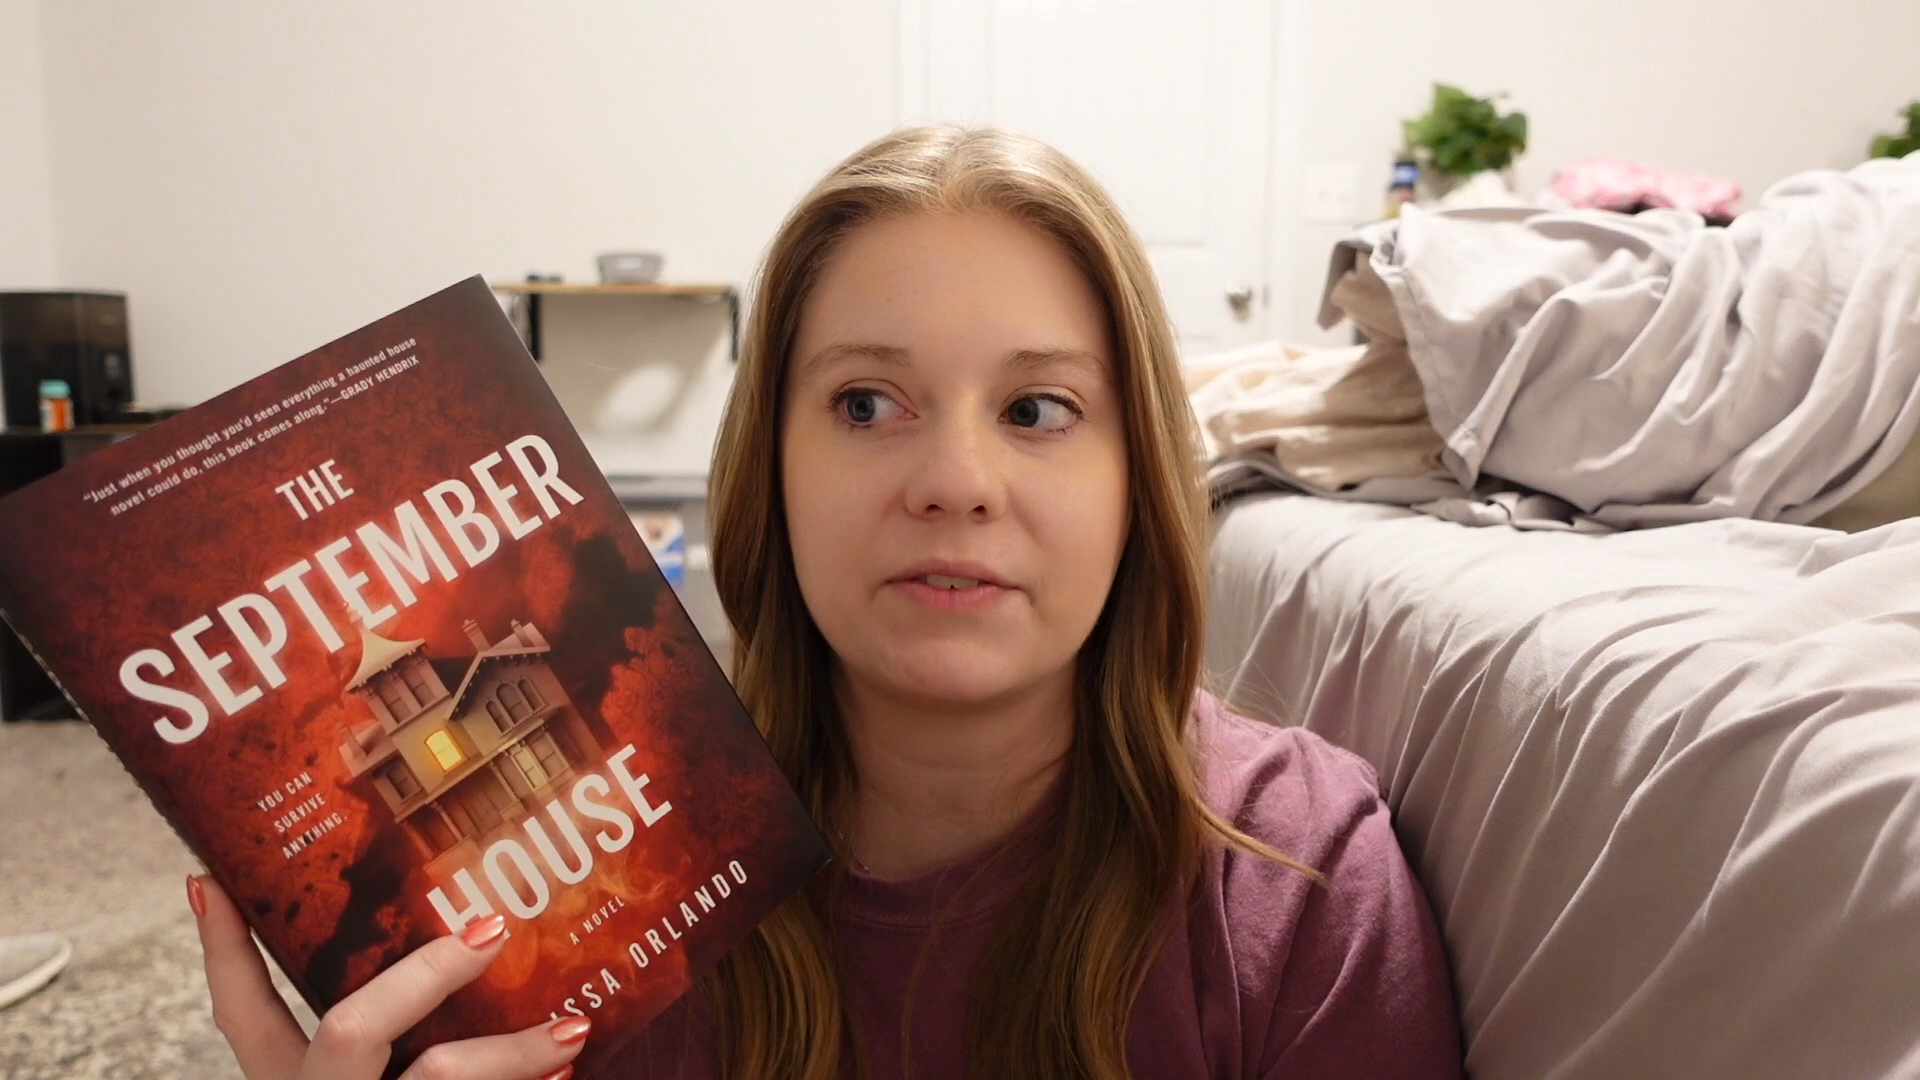 "Just when you thought you'd seen everything a haunted house
novel could do, this book comes along."—GRADY HENDRIX
THE
SEPTEMBER
HOUSE
YOU CAN
SURVIVE
ANYTHING.
A NOVEL
ISSA ORLANDO